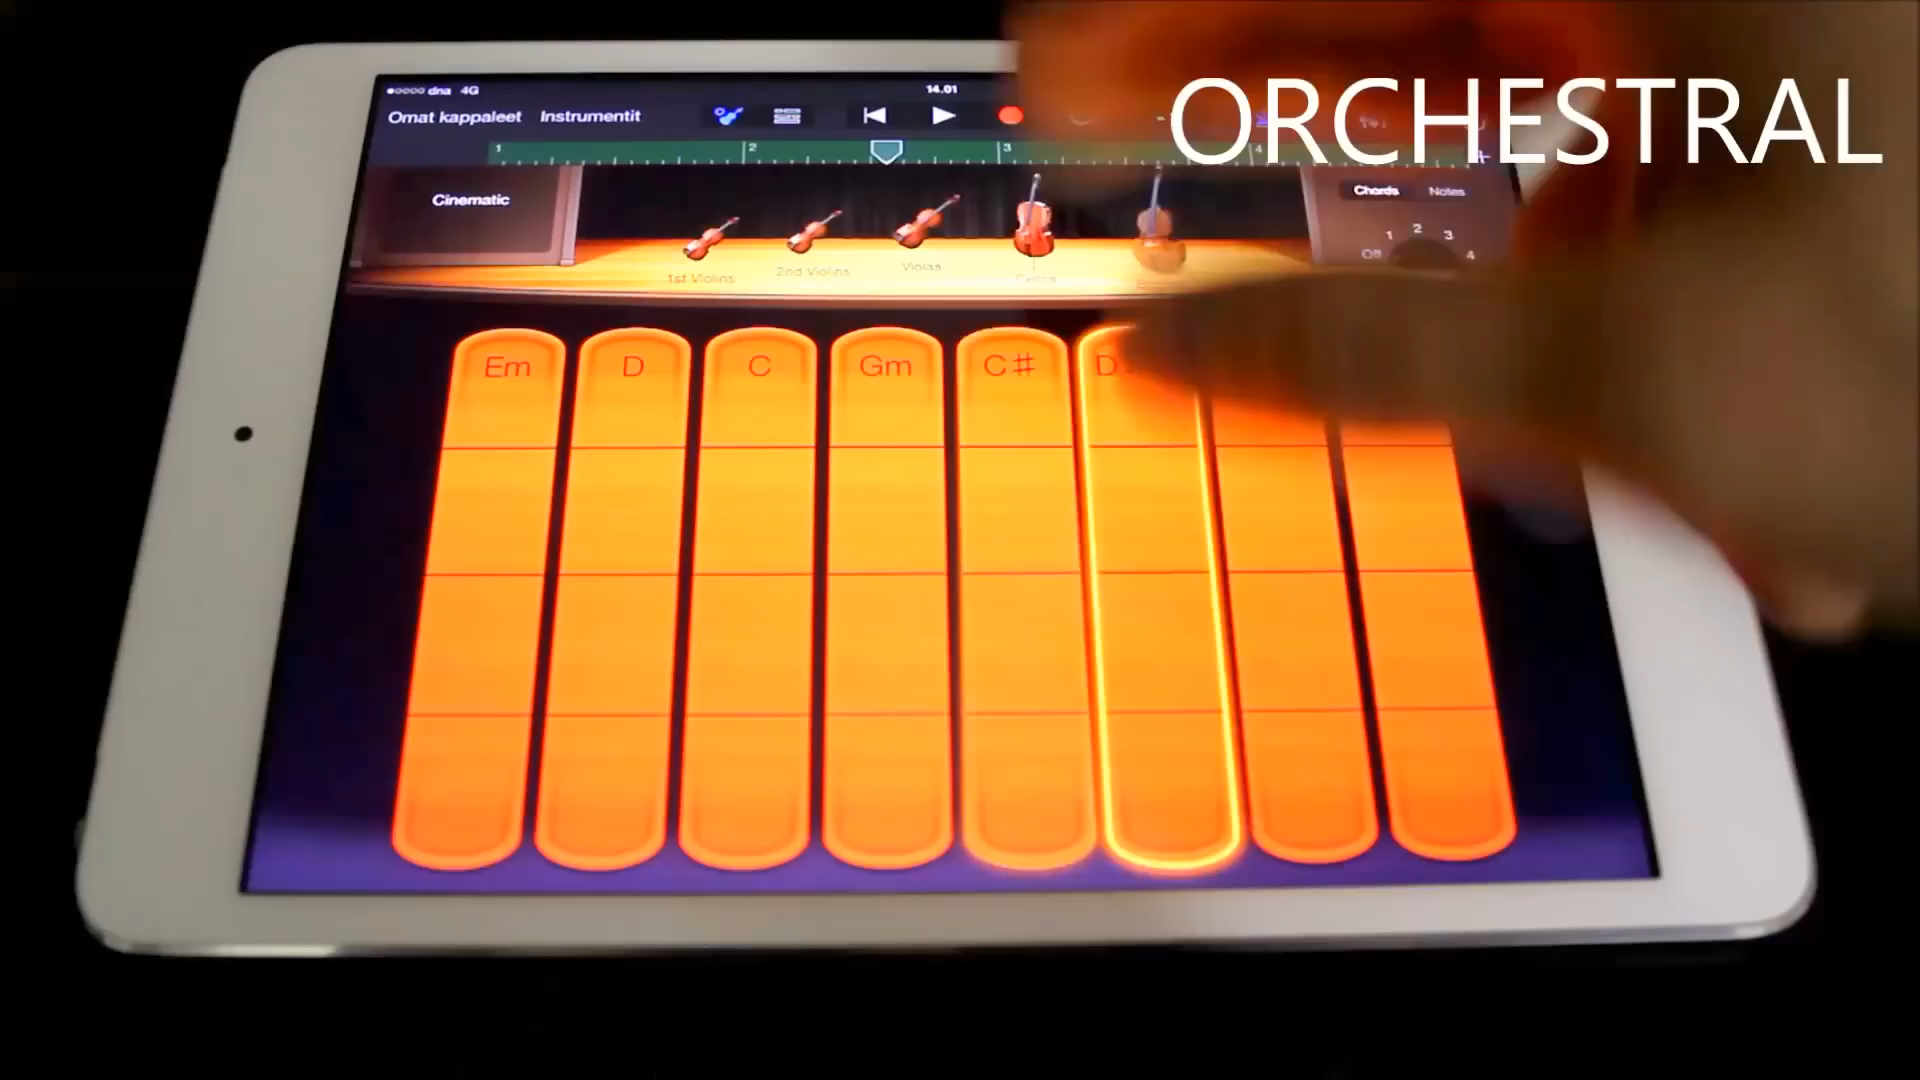 ORCHESTRAL
dna 4G 14.01
Omat kappaleet Instrumentit
1 2 3 4
Cinematic
Chords Notes
1st Violins 2nd Violins Violas Cellos
Off 1 2 3 4
Em D C Gm C#